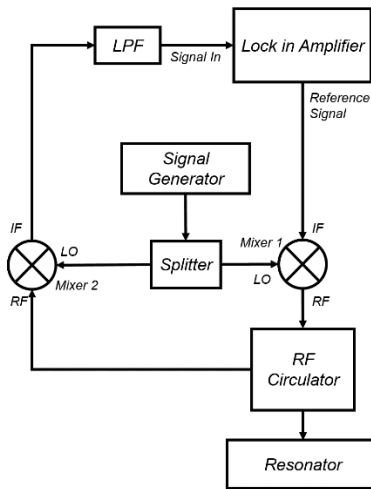 LPF
Signal In
Lock in Amplifier
Reference
Signal
Signal
Generator
IF
LO
RF
Mixer 2
Splitter
Mixer 1
LO
IF
RF
RF
Circulator
Resonator